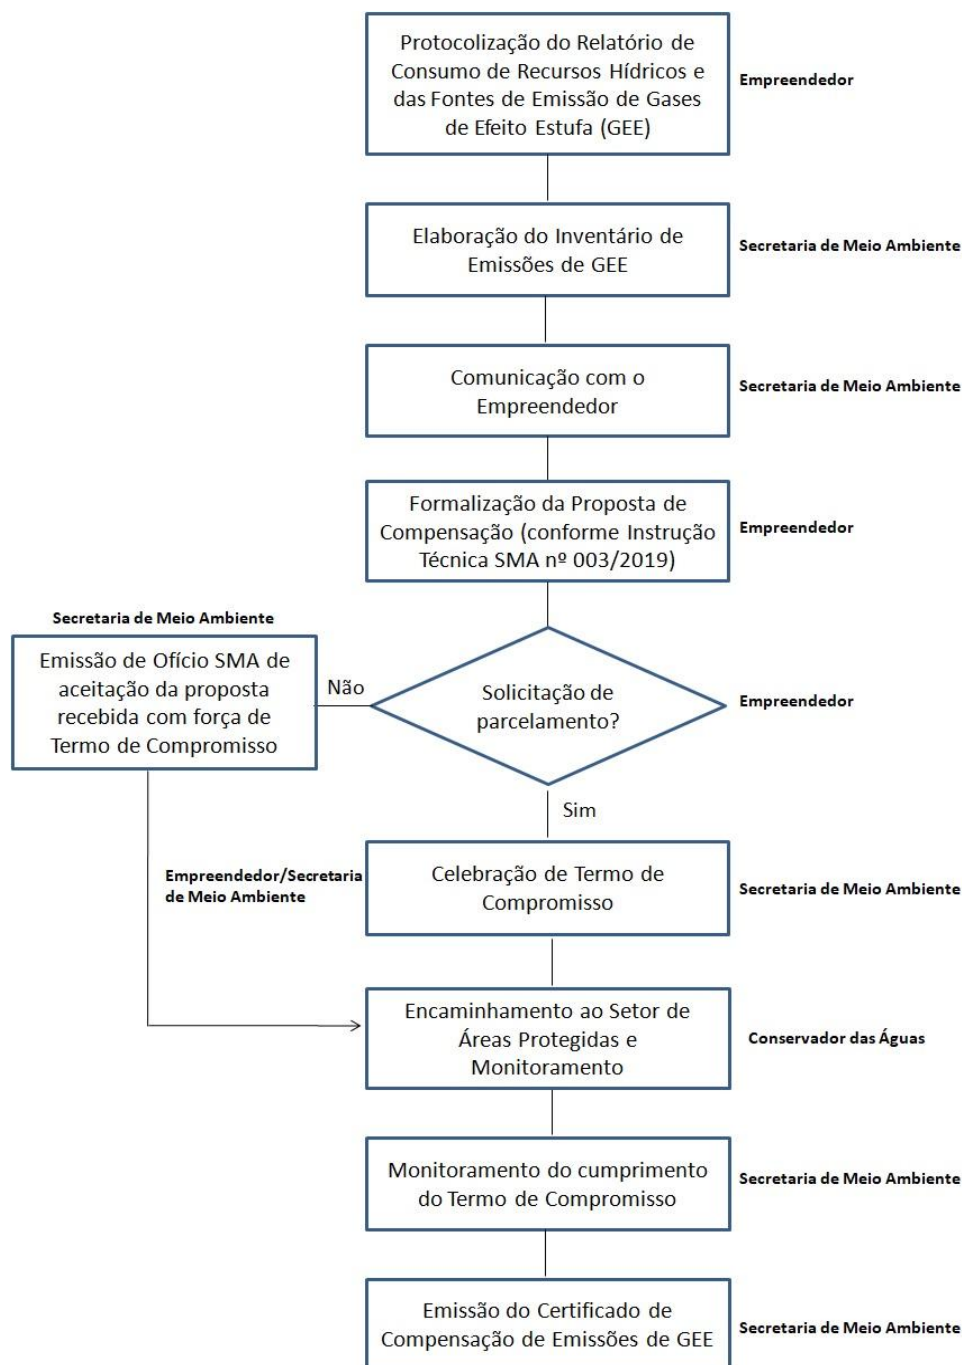 Protocolização do Relatório de
Consumo de Recursos Hídricos e
das Fontes de Emissão de Gases
de Efeito Estufa (GEE)
Empreendedor
Elaboração do Inventário de
Emissões de GEE
Secretaria de Meio Ambiente
Comunicação com o
Empreendedor
Secretaria de Meio Ambiente
Formalização da Proposta de
Compensação (conforme Instrução
Técnica SMA nº 003/2019)
Empreendedor
Secretaria de Meio Ambiente
Emissão de Ofício SMA de
aceitação da proposta
recebida com força de
Termo de Compromisso
Não
Solicitação de
parcelamento?
Empreendedor
Sim
Empreendedor/Secretaria
de Meio Ambiente
Celebração de Termo de
Compromisso
Secretaria de Meio Ambiente
Encaminhamento ao Setor de
Áreas Protegidas e
Monitoramento
Conservador das Águas
Monitoramento do cumprimento
do Termo de Compromisso
Secretaria de Meio Ambiente
Emissão do Certificado de
Compensação de Emissões de GEE
Secretaria de Meio Ambiente